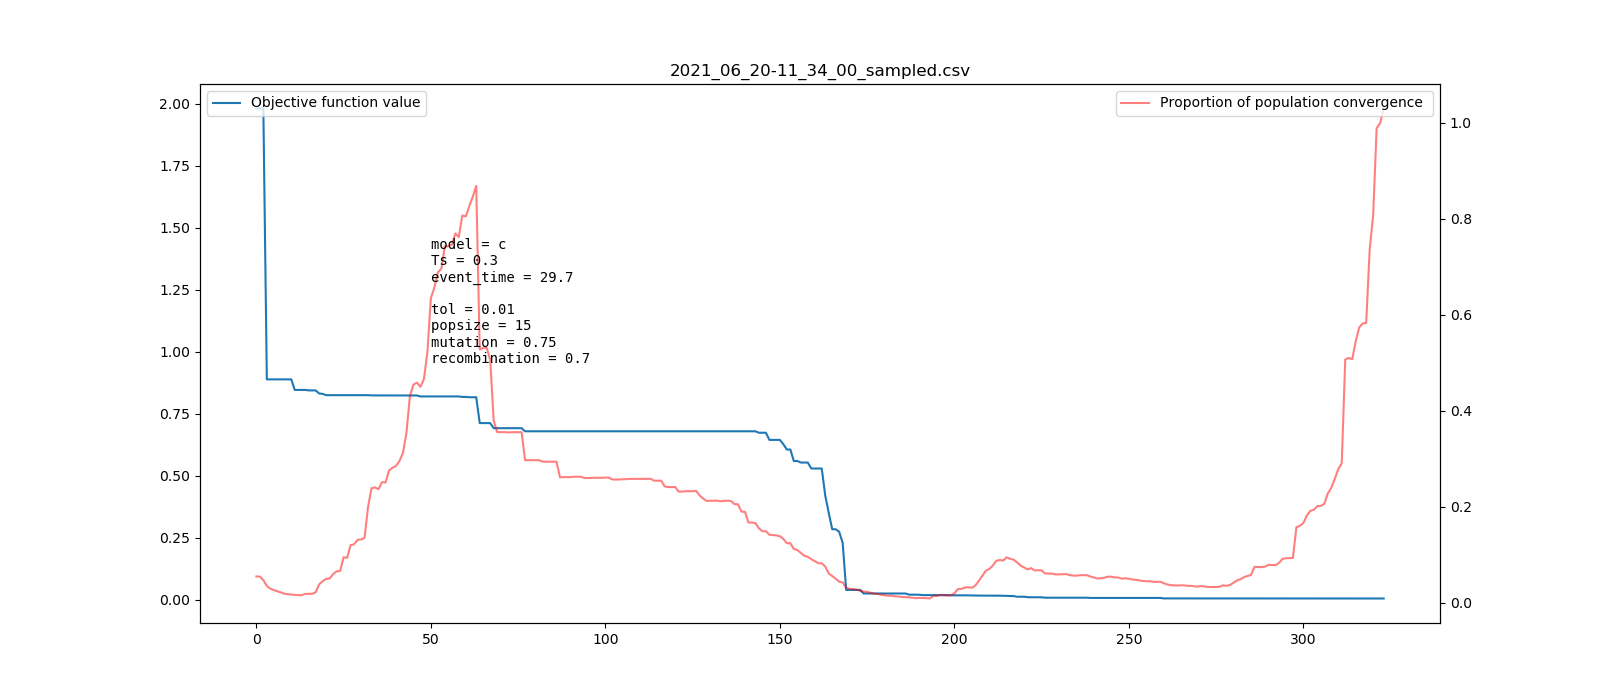 2021_06_20-11_34_00_sampled.csv
Objective function value
Proportion of population convergence
2.00
1.75
1.50
1.25
1.00
0.75
0.50
0.25
0.00
model = c
Ts = 0.3
event_time = 29.7
tol = 0.01
popsize = 15
mutation = 0.75
recombination = 0.7
1.0
0.8
0.6
0.4
0.2
0.0
0
50
100
150
200
250
300